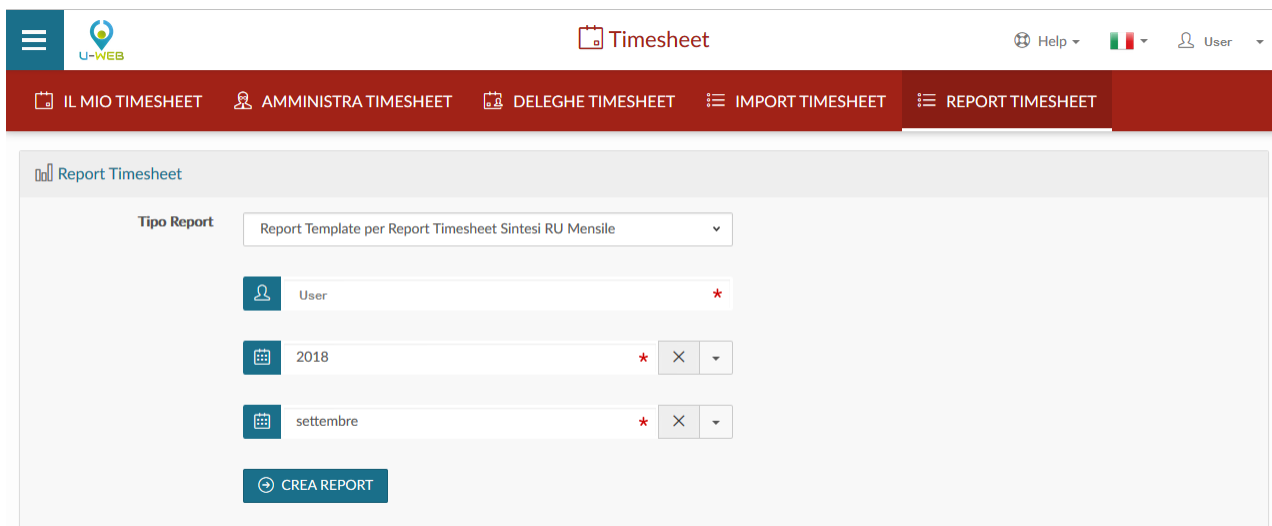 U-WEB
Timesheet
Help
User
IL MIO TIMESHEET
AMMINISTRA TIMESHEET
DELEGHE TIMESHEET
IMPORT TIMESHEET
REPORT TIMESHEET
Report Timesheet
Tipo Report
Report Template per Report Timesheet Sintesi RU Mensile
User *
2018 *
settembre *
CREA REPORT